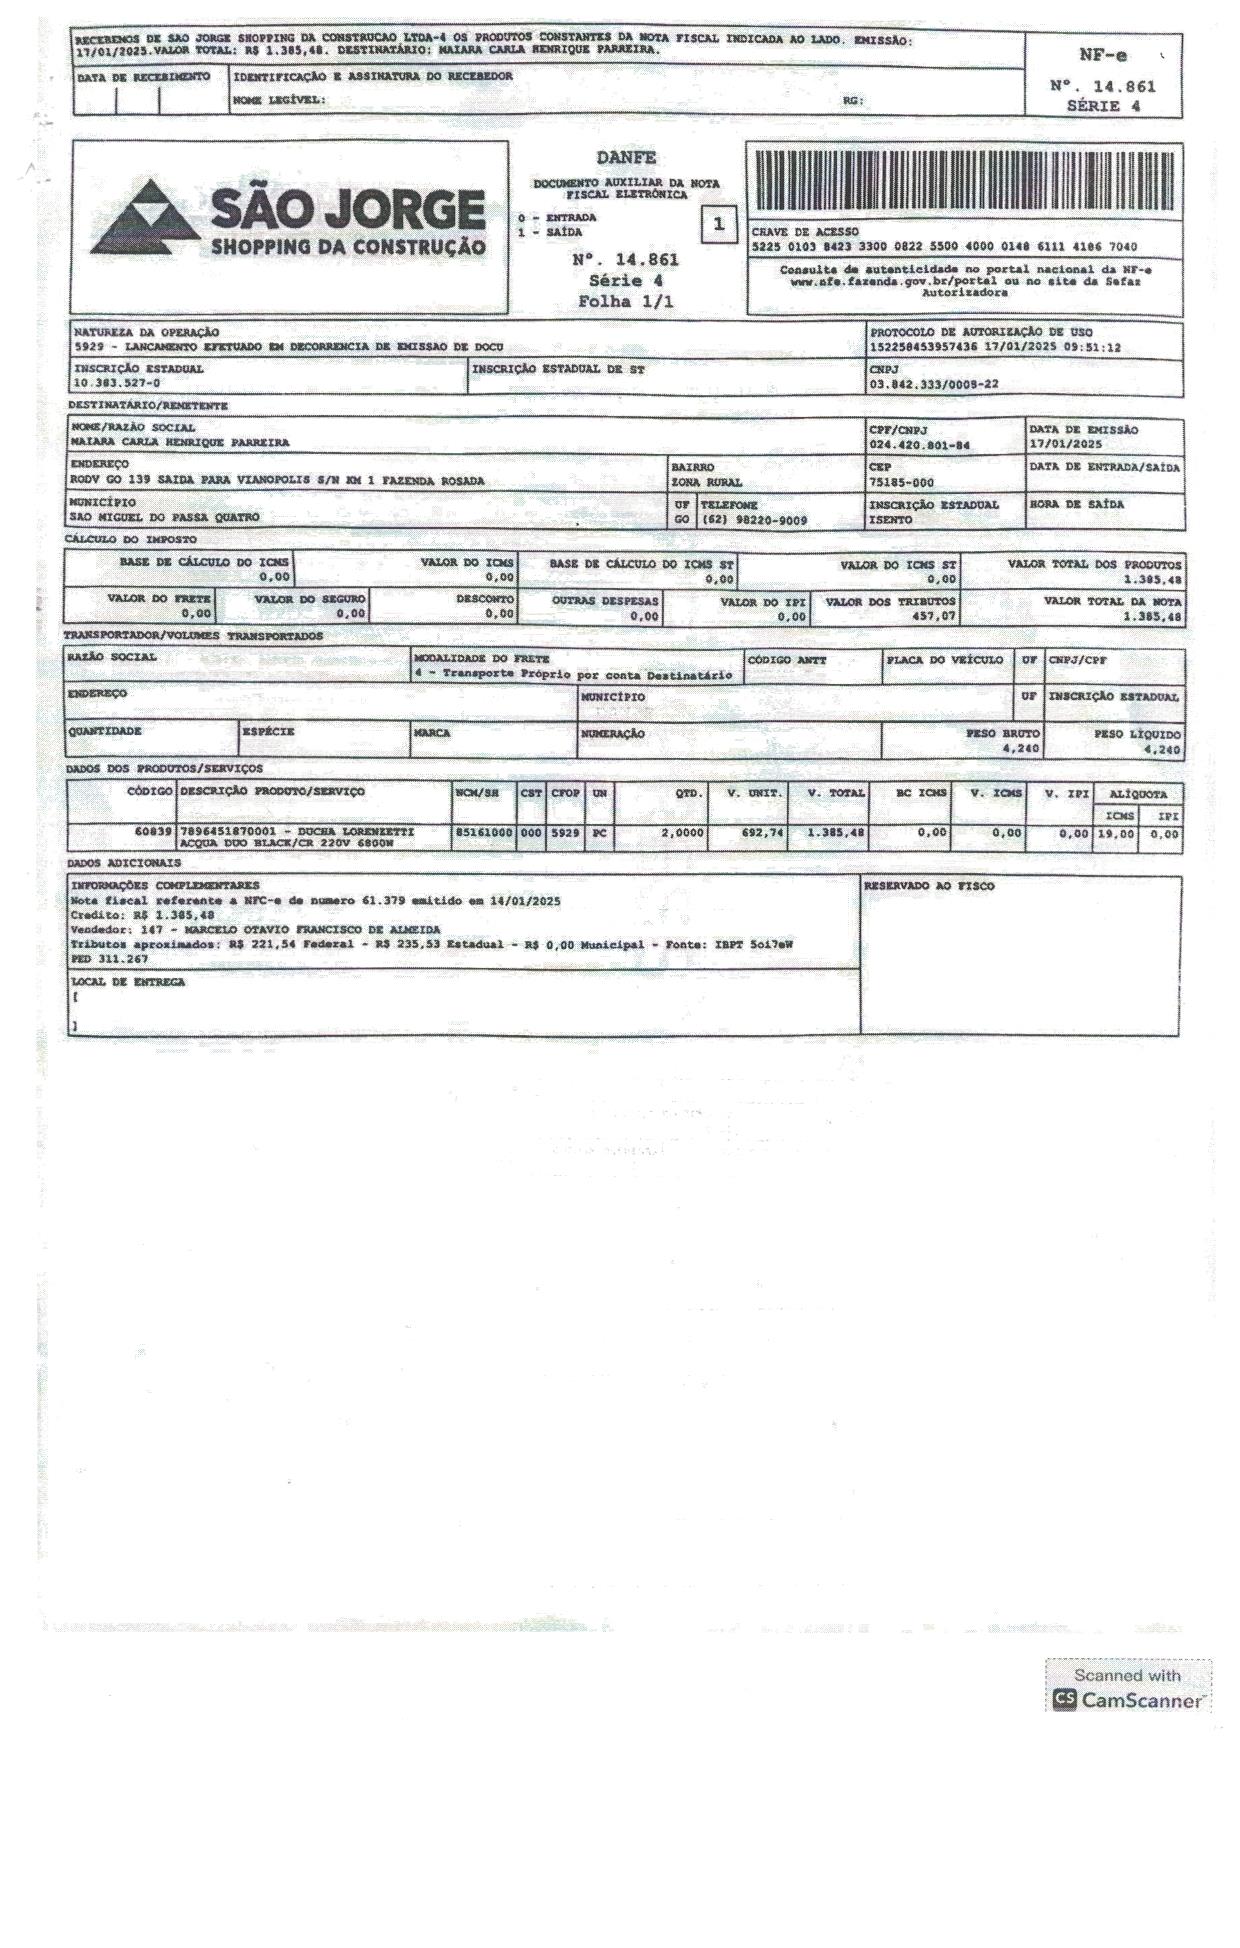 RECEBEMOS DE SAO JORGE SHOPPING DA CONSTRUCAO LTDA-4 OS PRODUTOS CONSTANTES DA NOTA FISCAL INDICADA AO LADO. EMISSÃO:
17/01/2025.VALOR TOTAL: R$ 1.385,48. DESTINATÁRIO: MAIARA CARLA HENRIQUE PARREIRA.
DATA DE RECEBIMENTO
IDENTIFICAÇÃO E ASSINATURA DO RECEBEDOR
NOME LEGÍVEL: RG:
NF-e
Nº. 14.861
SÉRIE 4
SÃO JORGE
SHOPPING DA CONSTRUÇÃO
DANFE
DOCUMENTO AUXILIAR DA NOTA
FISCAL ELETRÔNICA
0 - ENTRADA
1 - SAÍDA
1
Nº. 14.861
Série 4
Folha 1/1
CHAVE DE ACESSO
5225 0103 8423 3300 0822 5500 4000 0148 6111 4186 7040
Consulta de autenticidade no portal nacional da NF-e
www.nfe.fazenda.gov.br/portal ou no site da Sefaz
Autorizadora
NATUREZA DA OPERAÇÃO PROTOCOLO DE AUTORIZAÇÃO DE USO
5929 - LANCAMENTO EFETUADO EM DECORRENCIA DE EMISSAO DE DOCU 152258453957436 17/01/2025 09:51:12
INSCRIÇÃO ESTADUAL INSCRIÇÃO ESTADUAL DE ST CNPJ
10.383.527-0 03.842.333/0008-22
DESTINATÁRIO/REMETENTE
NOME/RAZÃO SOCIAL CPF/CNPJ DATA DE EMISSÃO
MAIARA CARLA HENRIQUE PARREIRA 024.420.801-84 17/01/2025
ENDEREÇO BAIRRO CEP DATA DE ENTRADA/SAÍDA
RODV GO 139 SAIDA PARA VIANOPOLIS S/N KM 1 FAZENDA ROSADA ZONA RURAL 75185-000
MUNICÍPIO UF TELEFONE INSCRIÇÃO ESTADUAL HORA DE SAÍDA
SAO MIGUEL DO PASSA QUATRO GO (62) 98220-9009 ISENTO
CÁLCULO DO IMPOSTO
BASE DE CÁLCULO DO ICMS VALOR DO ICMS BASE DE CÁLCULO DO ICMS ST VALOR DO ICMS ST VALOR TOTAL DOS PRODUTOS
0,00 0,00 0,00 0,00 1.385,48
VALOR DO FRETE VALOR DO SEGURO DESCONTO OUTRAS DESPESAS VALOR DO IPI VALOR DOS TRIBUTOS VALOR TOTAL DA NOTA
0,00 0,00 0,00 0,00 0,00 457,07 1.385,48
TRANSPORTADOR/VOLUMES TRANSPORTADOS
RAZÃO SOCIAL MODALIDADE DO FRETE CÓDIGO ANTT PLACA DO VEÍCULO UF CNPJ/CPF
4 - Transporte Próprio por conta Destinatário
ENDEREÇO MUNICÍPIO UF INSCRIÇÃO ESTADUAL
QUANTIDADE ESPÉCIE MARCA NUMERAÇÃO PESO BRUTO PESO LÍQUIDO
4,240 4,240
DADOS DOS PRODUTOS/SERVIÇOS
CÓDIGO DESCRIÇÃO PRODUTO/SERVIÇO NCM/SH CST CFOP UN QTD. V. UNIT. V. TOTAL BC ICMS V. ICMS V. IPI ALÍQUOTA
ICMS IPI
60839 7896451870001 - DUCHA LORENZETTI 85161000 000 5929 PC 2,0000 692,74 1.385,48 0,00 0,00 0,00 19,00 0,00
ACQUA DUO BLACK/CR 220V 6800W
DADOS ADICIONAIS
INFORMAÇÕES COMPLEMENTARES RESERVADO AO FISCO
Nota fiscal referente a NFC-e de numero 61.379 emitido em 14/01/2025
Credito: R$ 1.385,48
Vendedor: 147 - MARCELO OTAVIO FRANCISCO DE ALMEIDA
Tributos aproximados: R$ 221,54 Federal - R$ 235,53 Estadual - R$ 0,00 Municipal - Fonte: IBPT 5oi7eW
PED 311.267
LOCAL DE ENTREGA
[
]
Scanned with
CS CamScanner